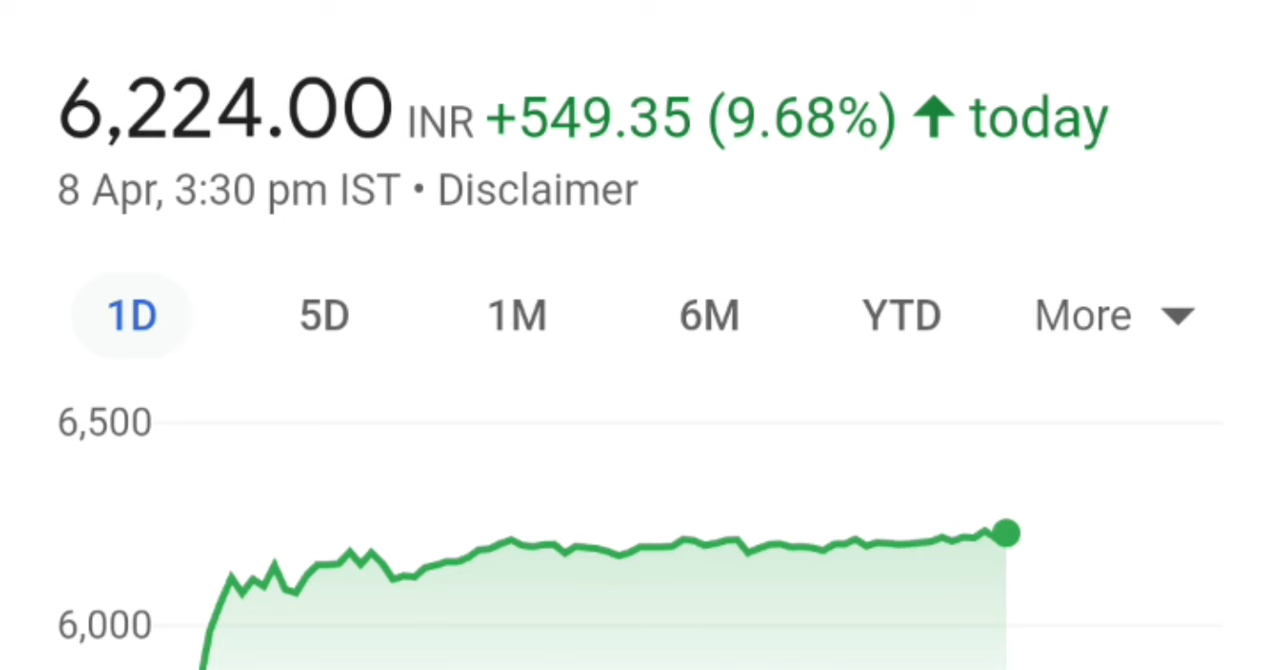 6,224.00 INR +549.35 (9.68%) ↑ today
8 Apr, 3:30 pm IST • Disclaimer
1D 5D 1M 6M YTD More
6,500
6,000